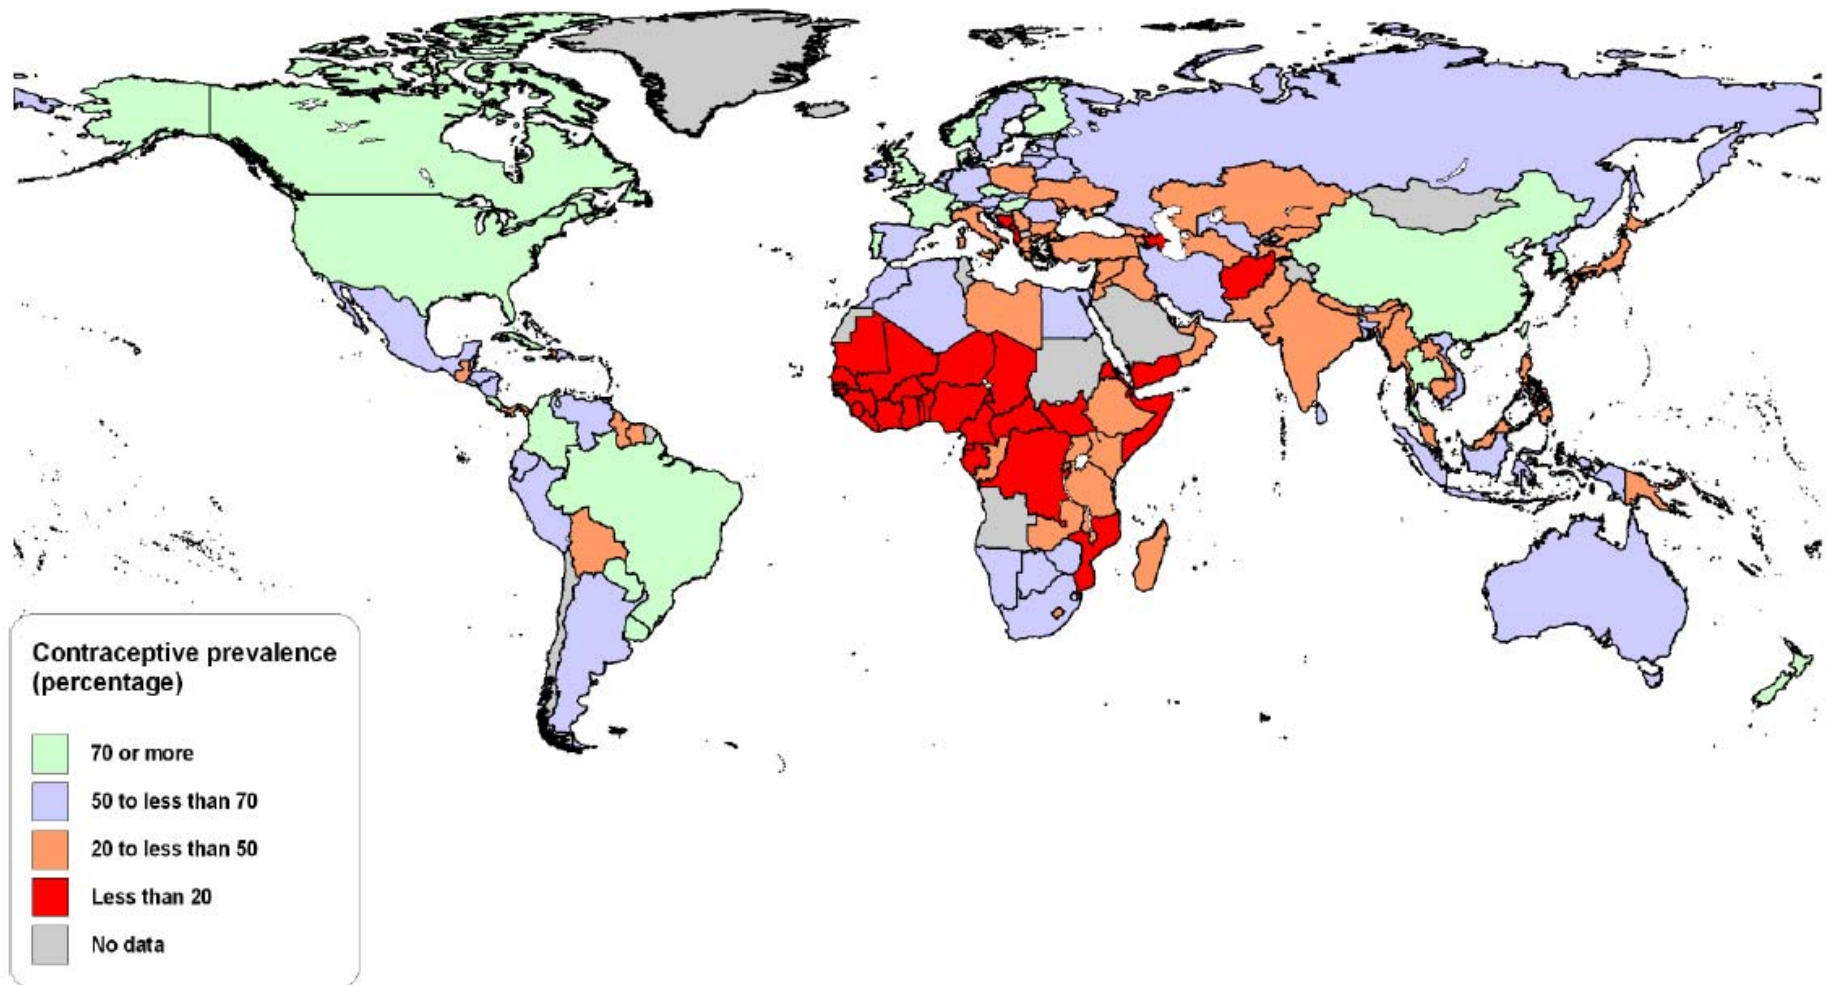 Contraceptive prevalence
(percentage)
70 or more
50 to less than 70
20 to less than 50
Less than 20
No data